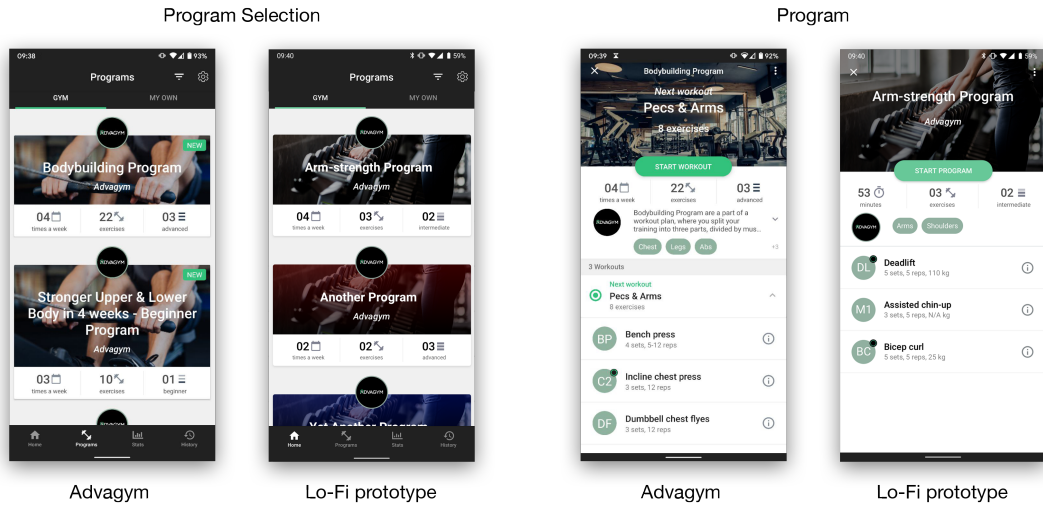 Program Selection
Program
09:38
93%
Programs
GYM
MY OWN
ADVAGYM
NEW
Bodybuilding Program
Advagym
04
22
03
times a week
exercises
advanced
ADVAGYM
NEW
Stronger Upper & Lower
Body in 4 weeks - Beginner
Program
Advagym
03
10
01
times a week
exercises
beginner
ADVAGYM
Home
Programs
Stats
History
Advagym
09:40
59%
Programs
GYM
MY OWN
ADVAGYM
Arm-strength Program
Advagym
04
03
02
times a week
exercises
intermediate
ADVAGYM
Another Program
Advagym
02
02
03
times a week
exercises
advanced
ADVAGYM
Yet Another Program
Home
Programs
Stats
History
Lo-Fi prototype
09:39
92%
Bodybuilding Program
Next workout
Pecs & Arms
8 exercises
START WORKOUT
04
22
03
times a week
exercises
advanced
ADVAGYM
Bodybuilding Program are a part of a
workout plan, where you split your
training into three parts, divided by mus...
Chest
Legs
Abs
+3
3 Workouts
Next workout
Pecs & Arms
8 exercises
BP
Bench press
4 sets, 5-12 reps
C2
Incline chest press
3 sets, 12 reps
DF
Dumbbell chest flyes
3 sets, 12 reps
Advagym
09:40
59%
Arm-strength Program
Advagym
START PROGRAM
53
03
02
minutes
exercises
intermediate
ADVAGYM
Arms
Shoulders
DL
Deadlift
5 sets, 5 reps, 110 kg
M1
Assisted chin-up
3 sets, 5 reps, N/A kg
BC
Bicep curl
5 sets, 5 reps, 25 kg
Lo-Fi prototype